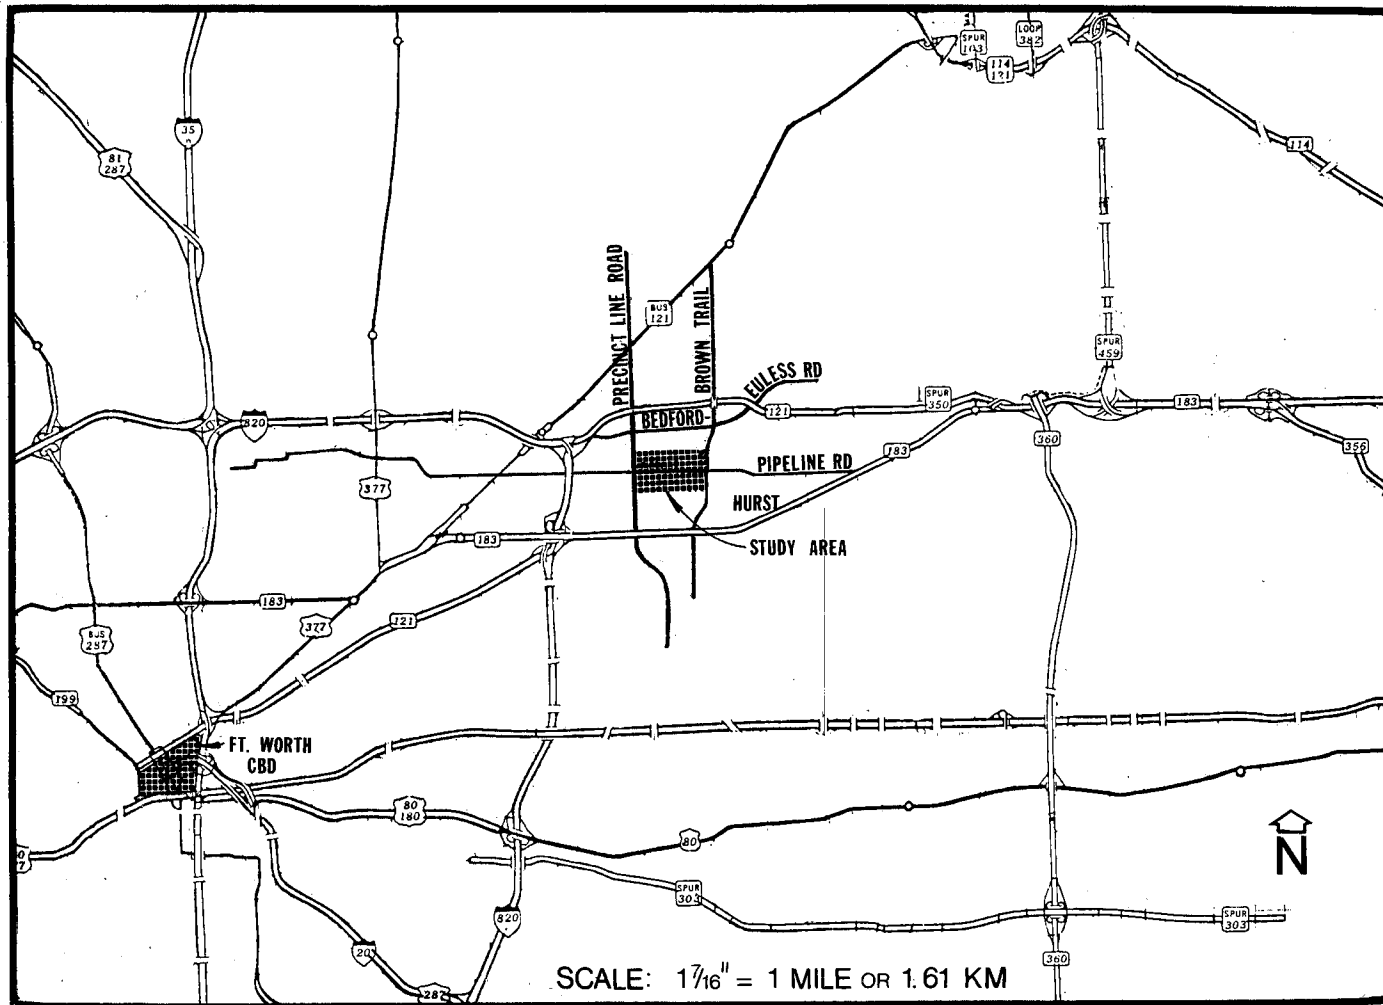 SPUR
103
LOOP
382
114
121
35
81
287
114
PRECINCT LINE ROAD
BROWN TRAIL
BUS
121
SPUR
459
EULESS RD
SPUR
350
183
820
BEDFORD-
121
360
183
356
377
PIPELINE RD
HURST
183
STUDY AREA
183
BUS
287
377
121
199
FT. WORTH
CBD
80
180
80
N
SPUR
303
SPUR
303
820
20
360
287
SCALE: 1 7/16" = 1 MILE OR 1.61 KM